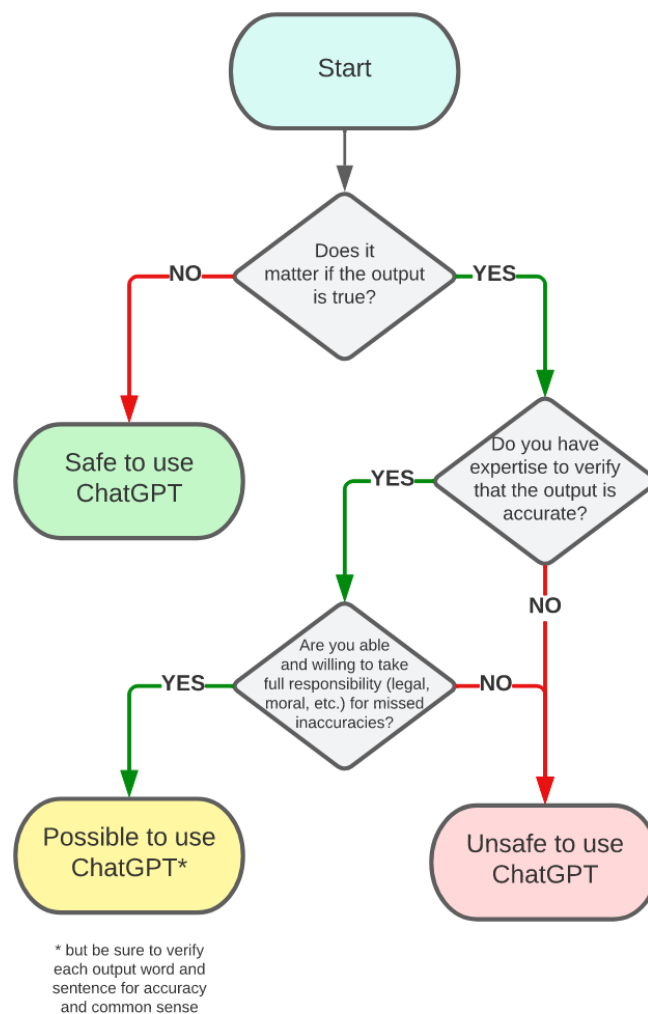 Start
Does it
matter if the output
is true?
NO
YES
Safe to use
ChatGPT
Do you have
expertise to verify
that the output is
accurate?
YES
NO
Are you able
and willing to take
full responsibility (legal,
moral, etc.) for missed
inaccuracies?
YES
NO
Possible to use
ChatGPT*
Unsafe to use
ChatGPT
* but be sure to verify
each output word and
sentence for accuracy
and common sense